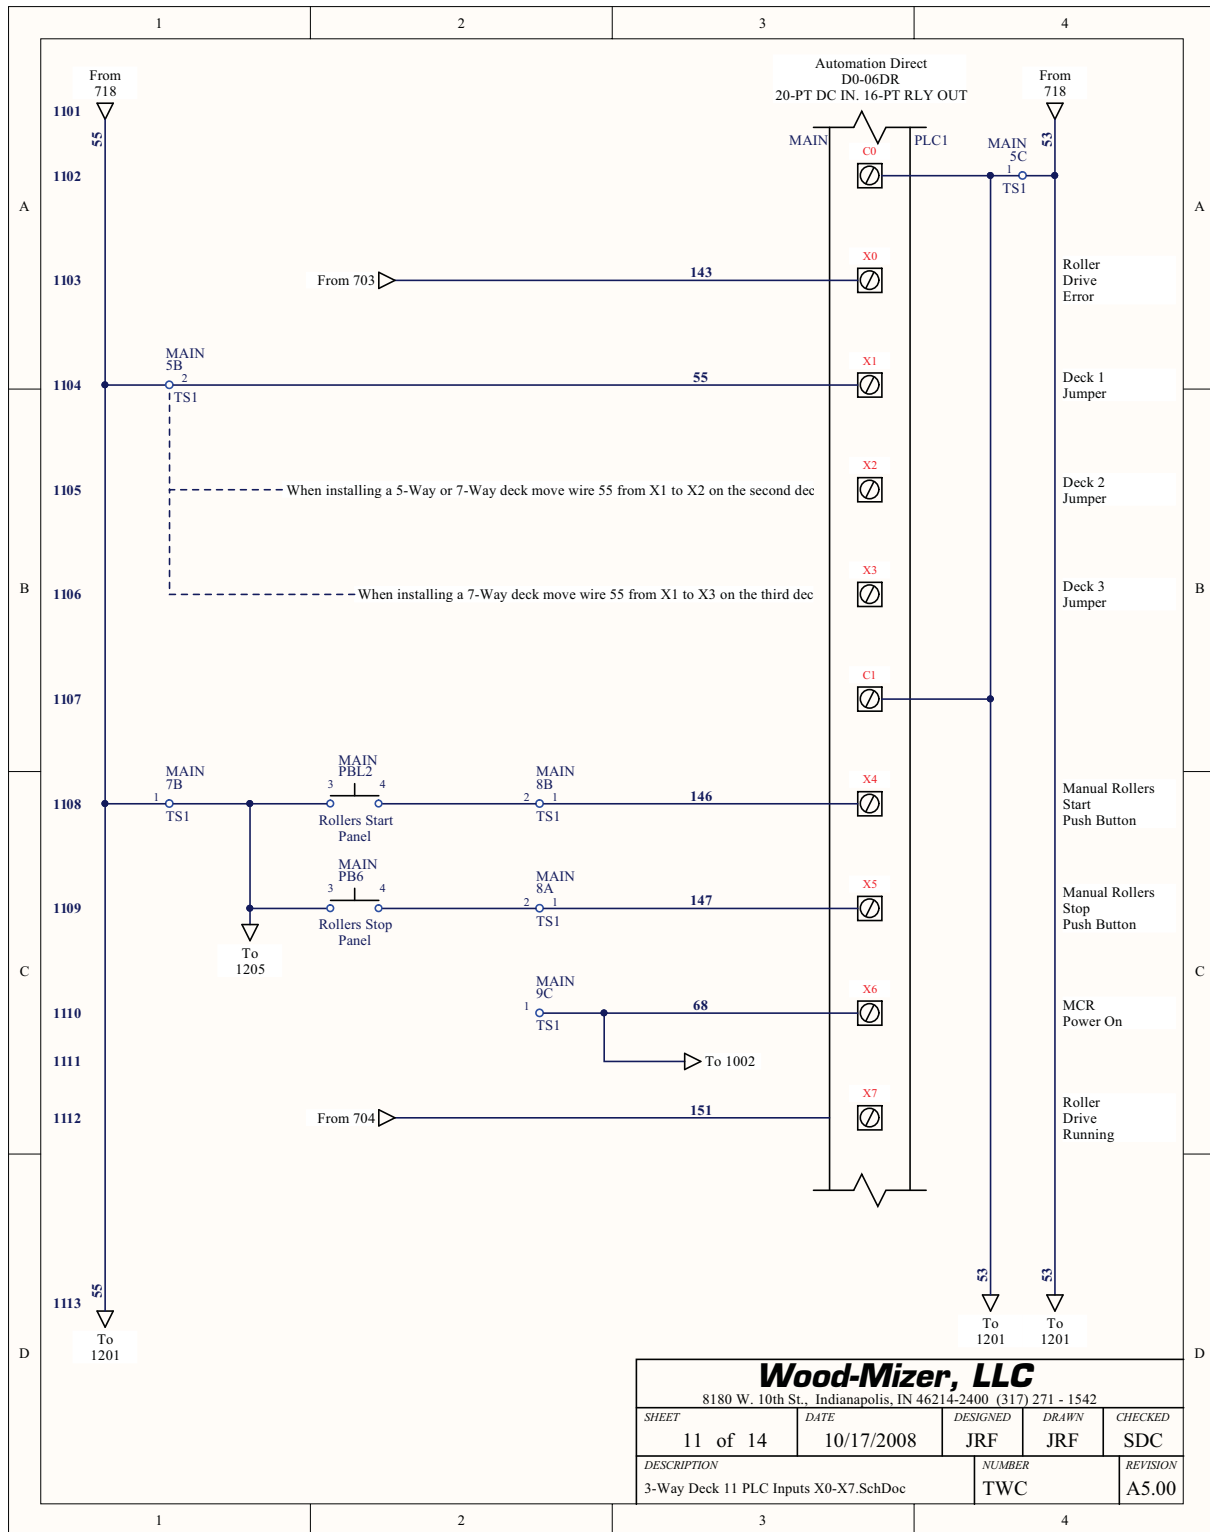 1 2 3 4
From
718
1101
55
Automation Direct
D0-06DR
20-PT DC IN. 16-PT RLY OUT
From
718
53
MAIN
PLC1
MAIN
5C
1
TS1
1102
C0
A
A
1103
From 703
143
X0
Roller
Drive
Error
MAIN
5B
2
TS1
1104
55
X1
Deck 1
Jumper
1105
When installing a 5-Way or 7-Way deck move wire 55 from X1 to X2 on the second dec
X2
Deck 2
Jumper
B
B
1106
When installing a 7-Way deck move wire 55 from X1 to X3 on the third dec
X3
Deck 3
Jumper
1107
C1
MAIN
7B
1
TS1
MAIN
PBL2
3 4
Rollers Start
Panel
MAIN
8B
2 1
TS1
1108
146
X4
Manual Rollers
Start
Push Button
MAIN
PB6
3 4
Rollers Stop
Panel
MAIN
8A
2 1
TS1
1109
147
X5
Manual Rollers
Stop
Push Button
To
1205
C
C
MAIN
9C
1
TS1
1110
68
X6
MCR
Power On
1111
To 1002
1112
From 704
151
X7
Roller
Drive
Running
1113
55
53
53
To
1201
To
1201
To
1201
D
D
Wood-Mizer, LLC
8180 W. 10th St., Indianapolis, IN 46214-2400 (317) 271 - 1542
SHEET DATE DESIGNED DRAWN CHECKED
11 of 14 10/17/2008 JRF JRF SDC
DESCRIPTION NUMBER REVISION
3-Way Deck 11 PLC Inputs X0-X7.SchDoc TWC A5.00
1 2 3 4